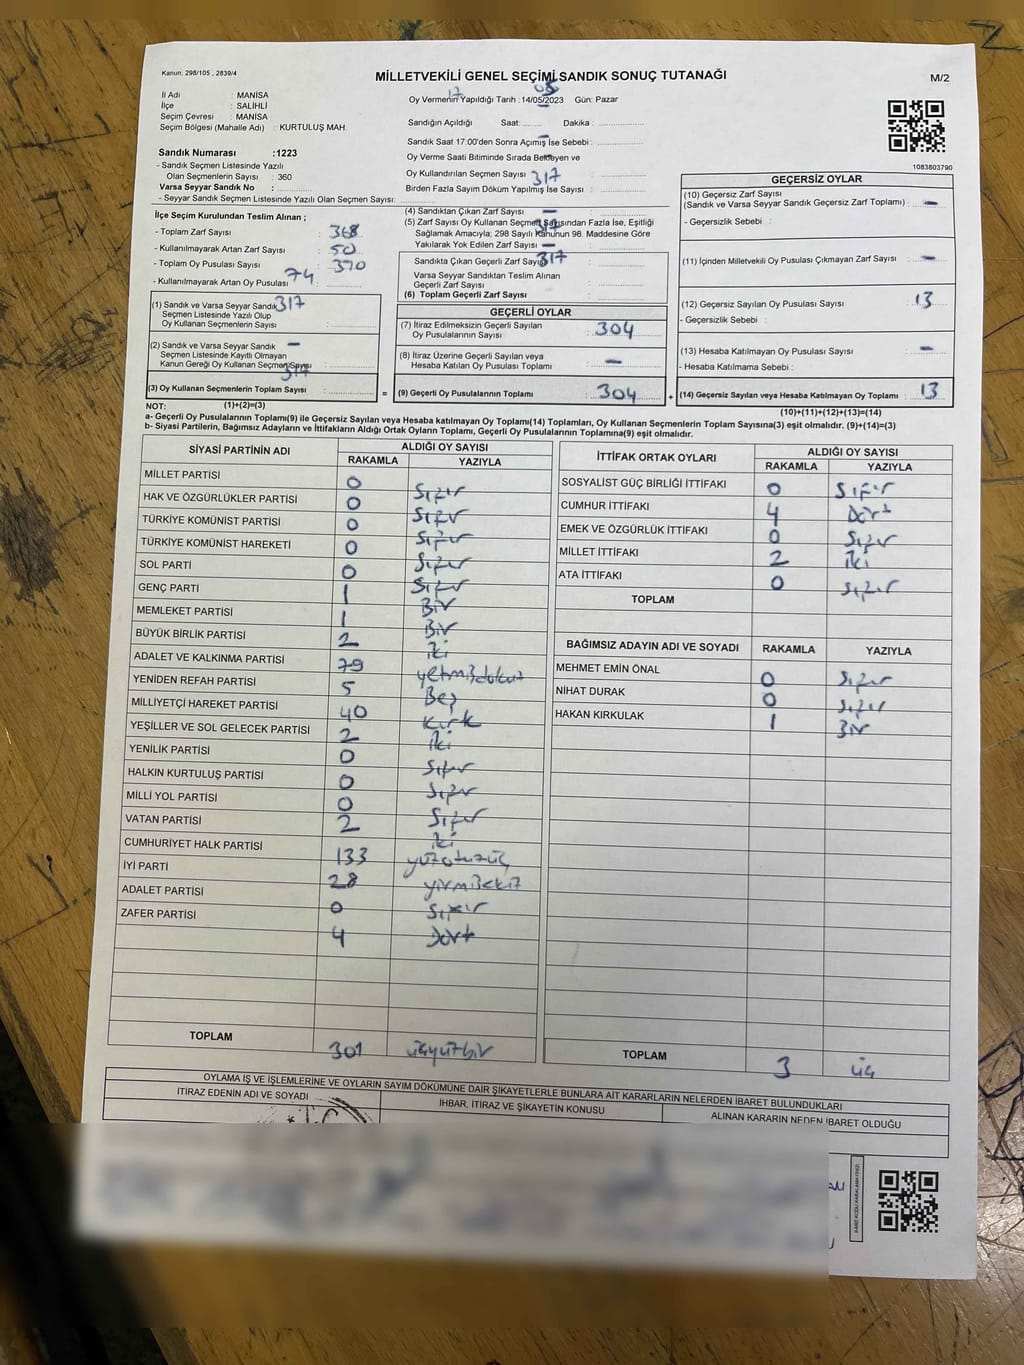 Kanun: 298/105 , 2839/4
MİLLETVEKİLİ GENEL SEÇİMİ SANDIK SONUÇ TUTANAĞI
M/2
İl Adı : MANİSA
İlçe : SALİHLİ
Seçim Çevresi : MANİSA
Seçim Bölgesi (Mahalle Adı) : KURTULUŞ MAH.
Sandık Numarası :1223
- Sandık Seçmen Listesinde Yazılı
Olan Seçmenlerin Sayısı : 360
Varsa Seyyar Sandık No :
- Seyyar Sandık Seçmen Listesinde Yazılı Olan Seçmen Sayısı:
İlçe Seçim Kurulundan Teslim Alınan ;
- Toplam Zarf Sayısı : 368
- Kullanılmayarak Artan Zarf Sayısı : 50
- Toplam Oy Pusulası Sayısı : 370
- Kullanılmayarak Artan Oy Pusulası 74
(1) Sandık ve Varsa Seyyar Sandık 317
Seçmen Listesinde Yazılı Olup
Oy Kullanan Seçmenlerin Sayısı :
(2) Sandık ve Varsa Seyyar Sandık —
Seçmen Listesinde Kayıtlı Olmayan
Kanun Gereği Oy Kullanan Seçmen Sayısı
317
(3) Oy Kullanan Seçmenlerin Toplam Sayısı :
(1)+(2)=(3)
17 05
Oy Vermenin Yapıldığı Tarih : 14/05/2023 Gün: Pazar
Sandığın Açıldığı Saat: Dakika :
Sandık Saat 17.00'den Sonra Açımış İse Sebebi : —
Oy Verme Saati Bitiminde Sırada Bekleyen ve
Oy Kullandırılan Seçmen Sayısı 317
Birden Fazla Sayım Döküm Yapılmış İse Sayısı :
(4) Sandıktan Çıkan Zarf Sayısı —
(5) Zarf Sayısı Oy Kullanan Seçmen Sayısından Fazla İse, Eşitliği
317
Sağlamak Amacıyla; 298 Sayılı Kanunun 98. Maddesine Göre
Yakılarak Yok Edilen Zarf Sayısı —
Sandıkta Çıkan Geçerli Zarf Sayısı 317
Varsa Seyyar Sandıktan Teslim Alınan
Geçerli Zarf Sayısı :
(6) Toplam Geçerli Zarf Sayısı :
GEÇERLİ OYLAR
(7) İtiraz Edilmeksizin Geçerli Sayılan
Oy Pusulalarının Sayısı : 304
(8) İtiraz Üzerine Geçerli Sayılan veya
Hesaba Katılan Oy Pusulası Toplamı : —
= (9) Geçerli Oy Pusulalarının Toplamı : 304
1083803790
GEÇERSİZ OYLAR
(10) Geçersiz Zarf Sayısı
(Sandık ve Varsa Seyyar Sandık Geçersiz Zarf Toplamı) : —
- Geçersizlik Sebebi :
(11) İçinden Milletvekili Oy Pusulası Çıkmayan Zarf Sayısı : —
(12) Geçersiz Sayılan Oy Pusulası Sayısı : 13
- Geçersizlik Sebebi :
(13) Hesaba Katılmayan Oy Pusulası Sayısı : —
- Hesaba Katılmama Sebebi :
+ (14) Geçersiz Sayılan veya Hesaba Katılmayan Oy Toplamı : 13
(10)+(11)+(12)+(13)=(14)
NOT:
a- Geçerli Oy Pusulalarının Toplamı(9) ile Geçersiz Sayılan veya Hesaba katılmayan Oy Toplamı(14) Toplamları, Oy Kullanan Seçmenlerin Toplam Sayısına(3) eşit olmalıdır. (9)+(14)=(3)
b- Siyasi Partilerin, Bağımsız Adayların ve İttifakların Aldığı Ortak Oyların Toplamı, Geçerli Oy Pusulalarının Toplamına(9) eşit olmalıdır.
SİYASİ PARTİNİN ADI ALDIĞI OY SAYISI
RAKAMLA YAZIYLA
MİLLET PARTİSİ 0 Sıfır
HAK VE ÖZGÜRLÜKLER PARTİSİ 0 Sıfır
TÜRKİYE KOMÜNİST PARTİSİ 0 Sıfır
TÜRKİYE KOMÜNİST HAREKETİ 0 Sıfır
SOL PARTİ 0 Sıfır
GENÇ PARTİ 1 Bir
MEMLEKET PARTİSİ 1 Bir
BÜYÜK BİRLİK PARTİSİ 2 iki
ADALET VE KALKINMA PARTİSİ 79 yetmişdokuz
YENİDEN REFAH PARTİSİ 5 Beş
MİLLİYETÇİ HAREKET PARTİSİ 40 Kırk
YEŞİLLER VE SOL GELECEK PARTİSİ 2 iki
YENİLİK PARTİSİ 0 Sıfır
HALKIN KURTULUŞ PARTİSİ 0 Sıfır
MİLLİ YOL PARTİSİ 0 Sıfır
VATAN PARTİSİ 2 iki
CUMHURİYET HALK PARTİSİ 133 yüzotuzüç
İYİ PARTİ 28 yirmisekiz
ADALET PARTİSİ 0 Sıfır
ZAFER PARTİSİ 4 Dört
TOPLAM 301 üçyüzbir
İTTİFAK ORTAK OYLARI ALDIĞI OY SAYISI
RAKAMLA YAZIYLA
SOSYALİST GÜÇ BİRLİĞİ İTTİFAKI 0 Sıfır
CUMHUR İTTİFAKI 4 Dört
EMEK VE ÖZGÜRLÜK İTTİFAKI 0 Sıfır
MİLLET İTTİFAKI 2 iki
ATA İTTİFAKI 0 Sıfır
TOPLAM
BAĞIMSIZ ADAYIN ADI VE SOYADI RAKAMLA YAZIYLA
MEHMET EMİN ÖNAL 0 Sıfır
NİHAT DURAK 0 Sıfır
HAKAN KIRKULAK 1 Bir
TOPLAM 3 üç
OYLAMA İŞ VE İŞLEMLERİNE VE OYLARIN SAYIM DÖKÜMÜNE DAİR ŞİKAYETLERLE BUNLARA AİT KARARLARIN NELERDEN İBARET BULUNDUKLARI
İTİRAZ EDENİN ADI VE SOYADI İHBAR, İTİRAZ VE ŞİKAYETİN KONUSU ALINAN KARARIN NEDEN İBARET OLDUĞU